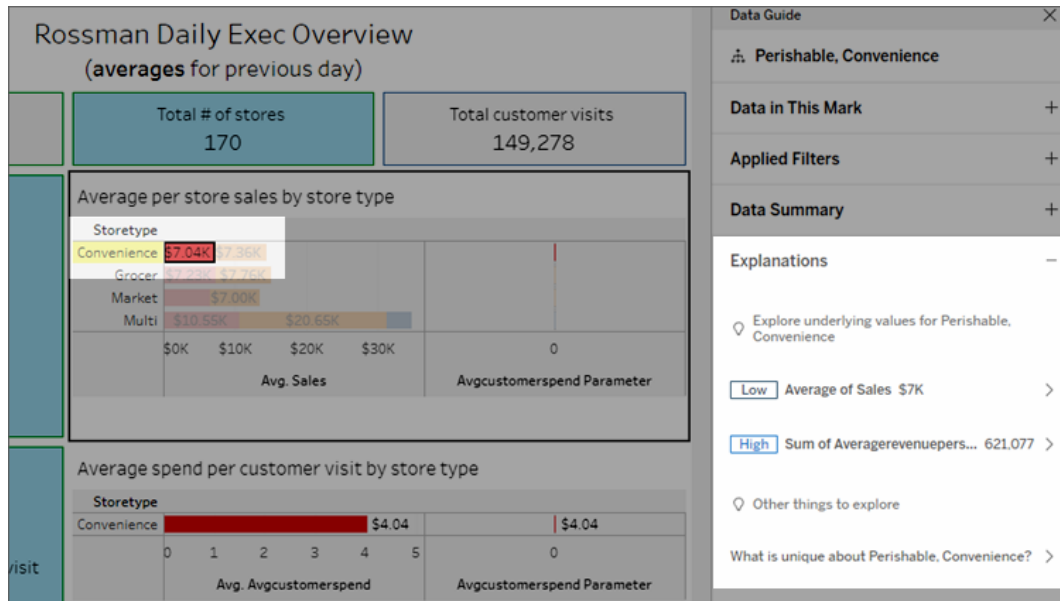 Rossman Daily Exec Overview
(averages for previous day)
Total # of stores
170
Total customer visits
149,278
Average per store sales by store type
Storetype
Convenience $7.04K $7.36K
Grocer $7.23K $7.76K
Market $7.00K
Multi $10.55K $20.65K
$0K $10K $20K $30K 0
Avg. Sales Avgcustomerspend Parameter
Average spend per customer visit by store type
Storetype
Convenience $4.04 $4.04
0 1 2 3 4 5 0
Avg. Avgcustomerspend Avgcustomerspend Parameter
visit
Data Guide
Perishable, Convenience
Data in This Mark
Applied Filters
Data Summary
Explanations
Explore underlying values for Perishable,
Convenience
Low Average of Sales $7K
High Sum of Averagerevenuepers... 621,077
Other things to explore
What is unique about Perishable, Convenience?